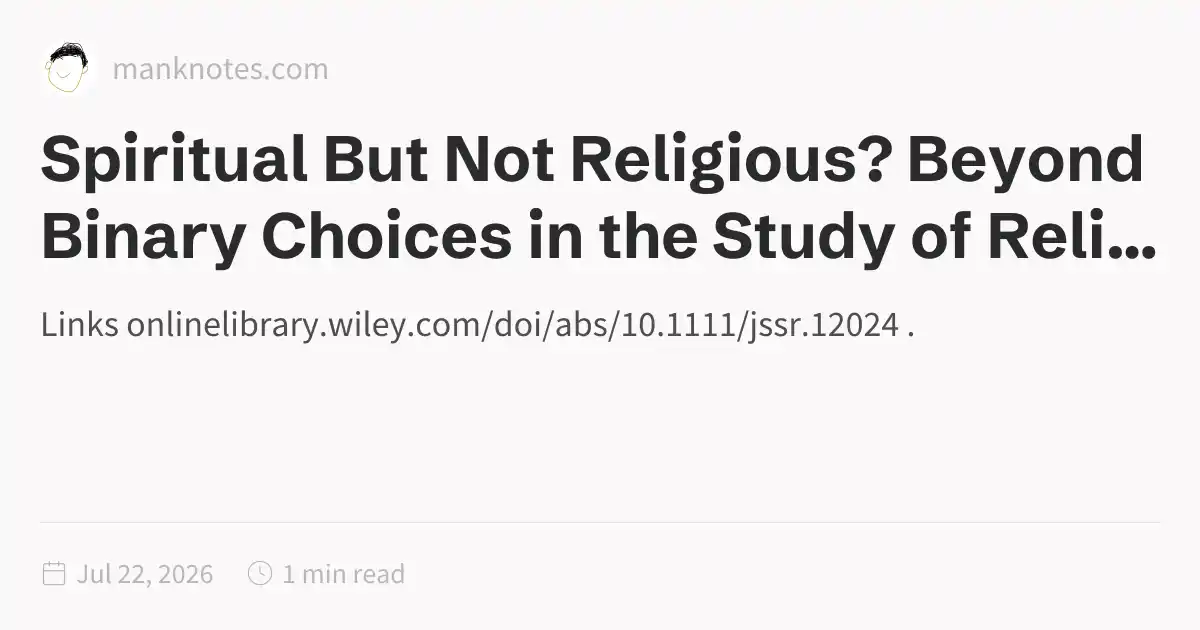 manknotes.com
Spiritual But Not Religious? Beyond
Binary Choices in the Study of Reli...
Links onlinelibrary.wiley.com/doi/abs/10.1111/jssr.12024 .
Jul 22, 2026 1 min read